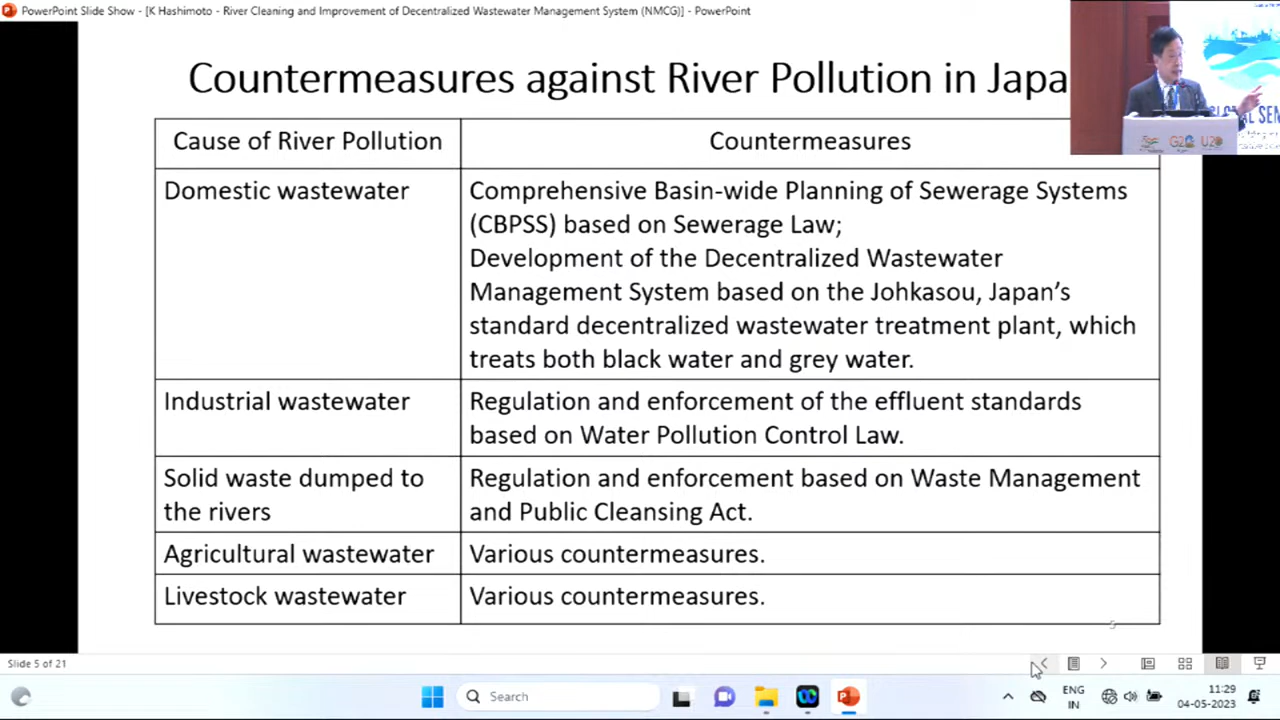 PowerPoint Slide Show - [K Hashimoto - River Cleaning and Improvement of Decentralized Wastewater Management System (NMCG)] - PowerPoint
Countermeasures against River Pollution in Japa
Cause of River Pollution
Countermeasures
Domestic wastewater
Comprehensive Basin-wide Planning of Sewerage Systems
(CBPSS) based on Sewerage Law;
Development of the Decentralized Wastewater
Management System based on the Johkasou, Japan's
standard decentralized wastewater treatment plant, which
treats both black water and grey water.
Industrial wastewater
Regulation and enforcement of the effluent standards
based on Water Pollution Control Law.
Solid waste dumped to
the rivers
Regulation and enforcement based on Waste Management
and Public Cleansing Act.
Agricultural wastewater
Various countermeasures.
Livestock wastewater
Various countermeasures.
5
G20 U20
Slide 5 of 21
Search
ENG
IN
11:29
04-05-2023